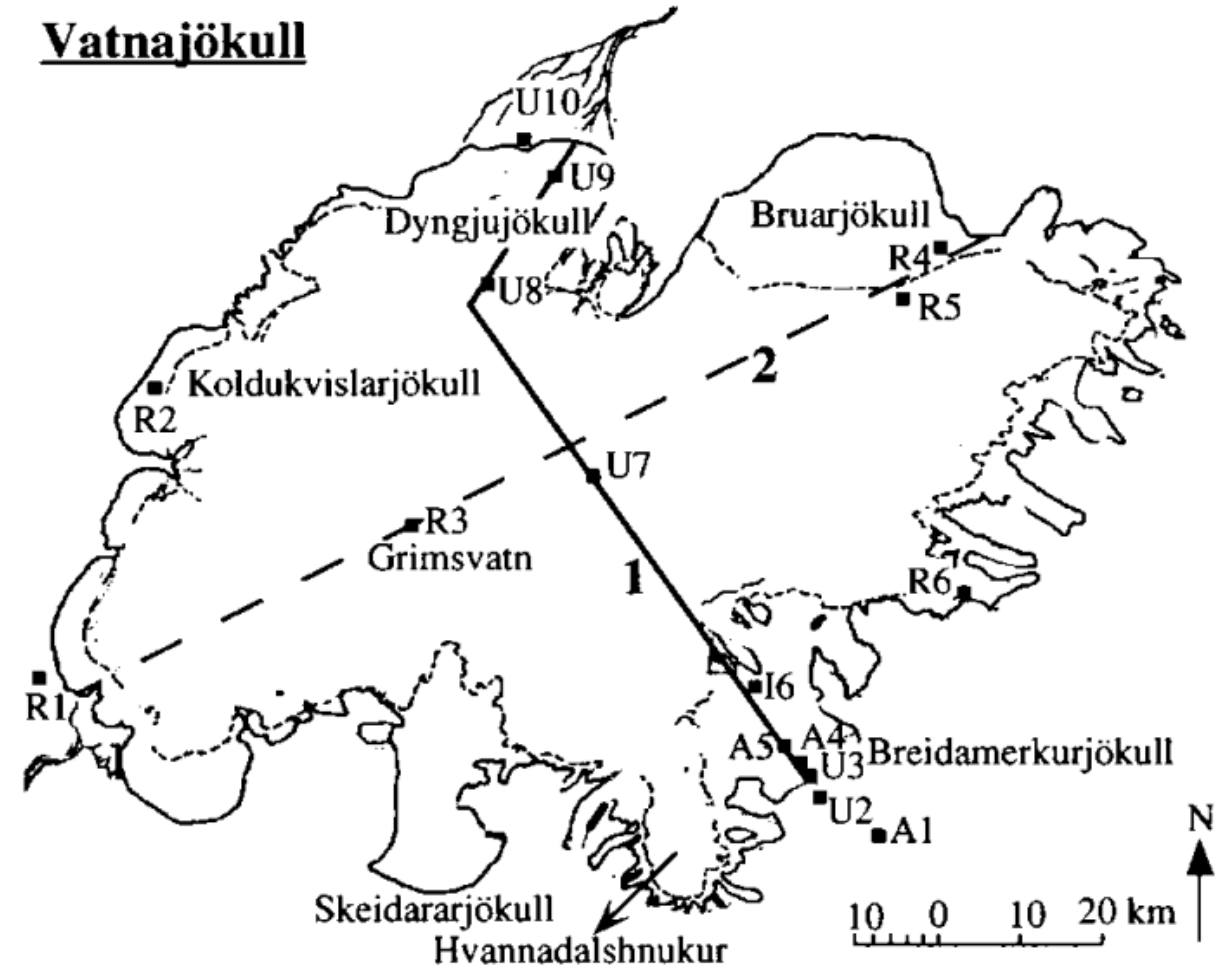 Vatnajökull
U10
U9
Dyngjujökull
Bruarjökull
R4
U8
R5
2
Koldukvislarjökull
R2
U7
R3
Grimsvatn
1
R6
I6
R1
A5
A4
Breidamerkurjökull
U3
U2
A1
N
Skeidararjökull
Hvannadalshnukur
10 0 10 20 km